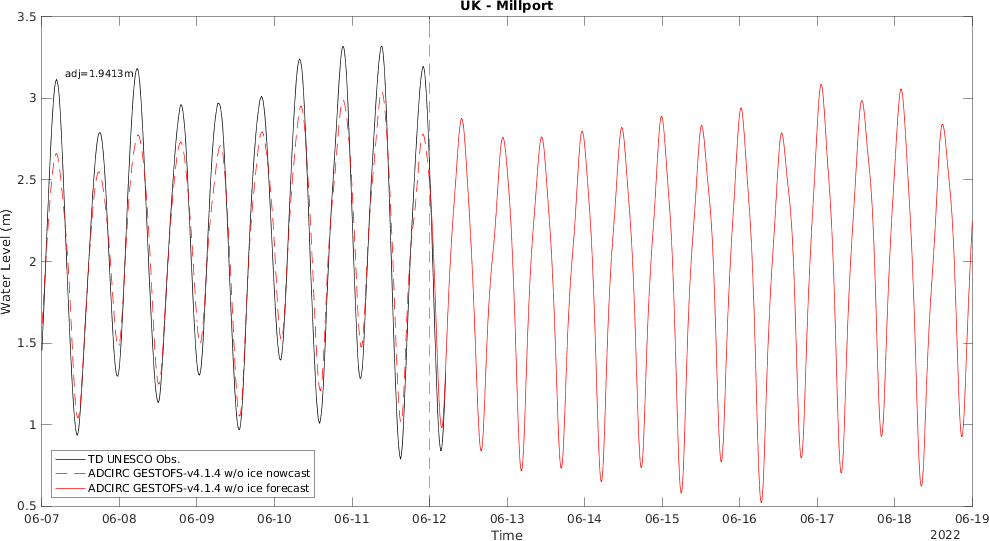 UK - Millport
3.5
adj=1.9413m
3
2.5
2
1.5
1
0.5
Water Level (m)
TD UNESCO Obs.
ADCIRC GESTOFS-v4.1.4 w/o ice nowcast
ADCIRC GESTOFS-v4.1.4 w/o ice forecast
06-07 06-08 06-09 06-10 06-11 06-12 06-13 06-14 06-15 06-16 06-17 06-18 06-19
Time
2022